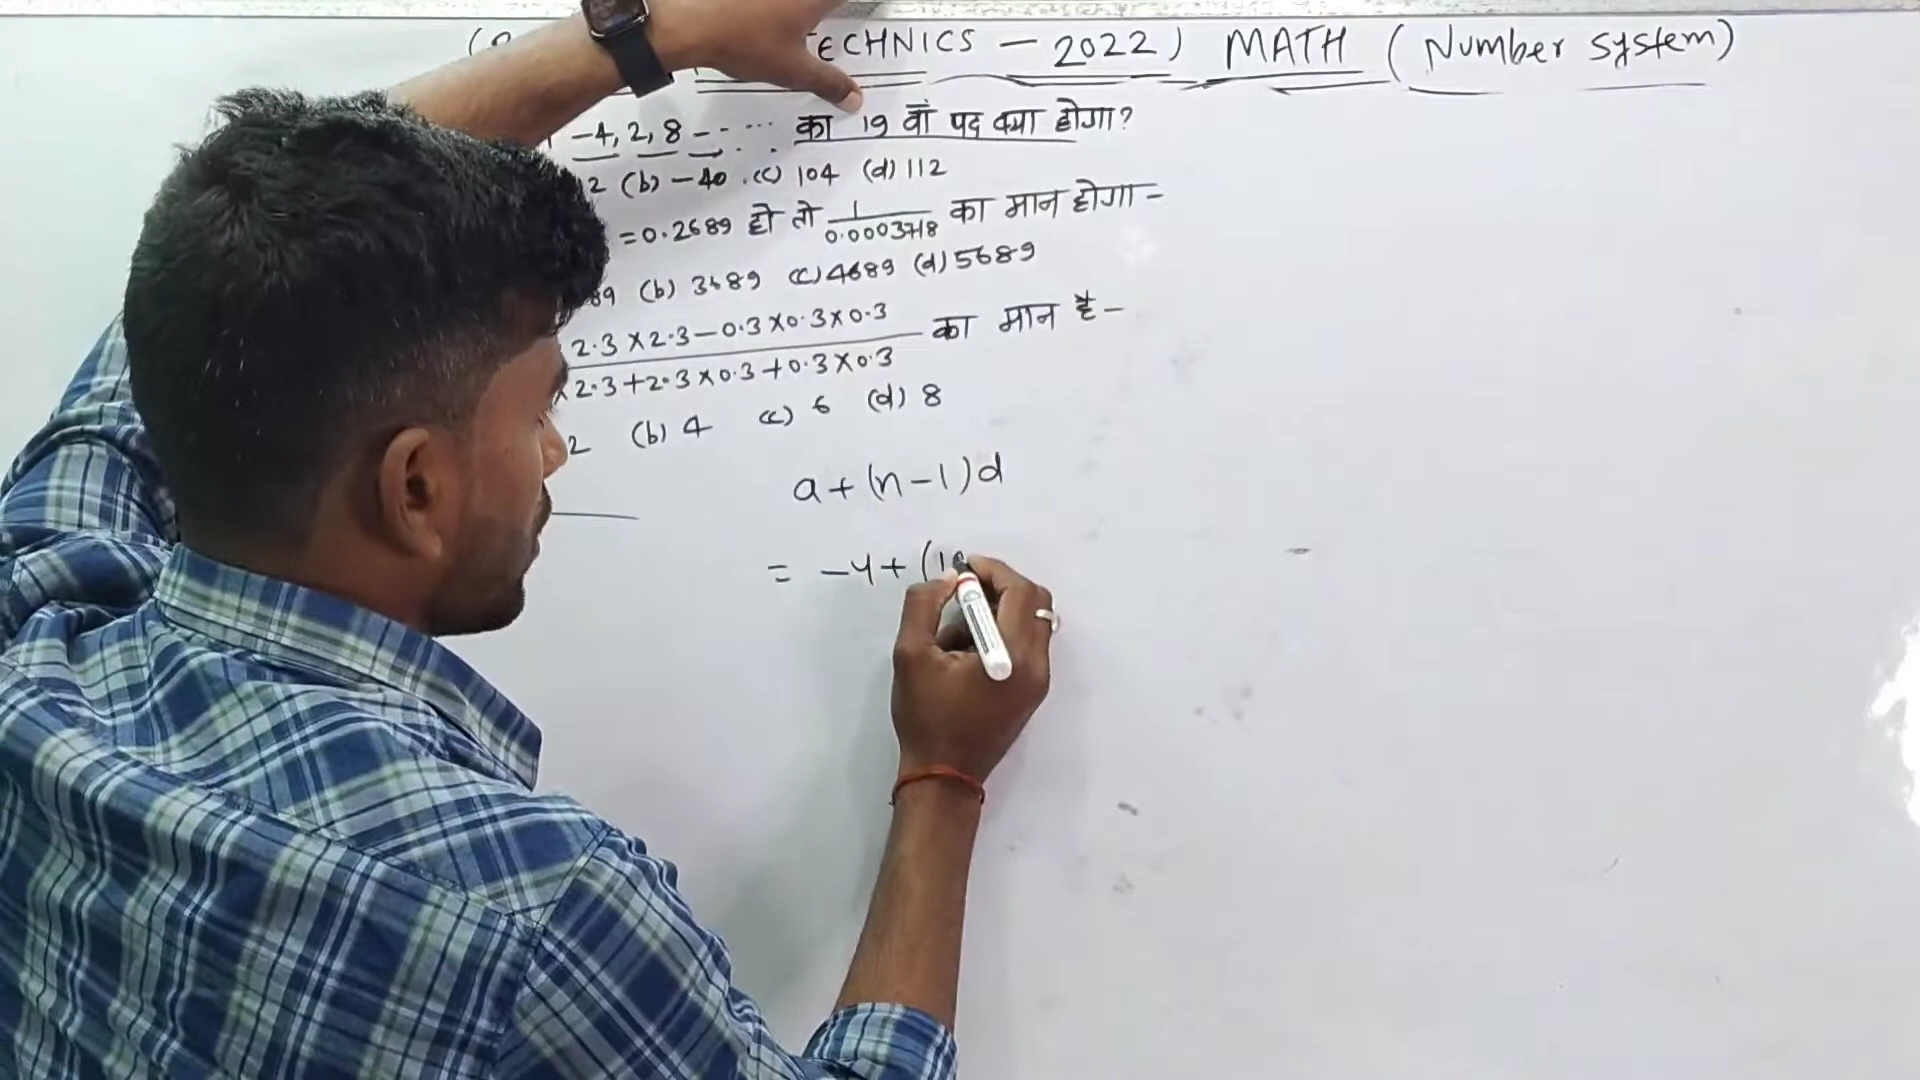 ECHNICS - 2022) MATH (Number system)
-4, 2, 8 ------ का 19 वाँ पद क्या होगा?
2 (b) -40 (c) 104 (d) 112
=0.2689 हो तो 1/0.0003718 का मान होगा -
89 (b) 3689 (c) 4689 (d) 5689
2.3×2.3-0.3×0.3×0.3 का मान है -
×2.3+2.3×0.3+0.3×0.3
2 (b) 4 (c) 6 (d) 8
a+(n-1)d
= -4+(19